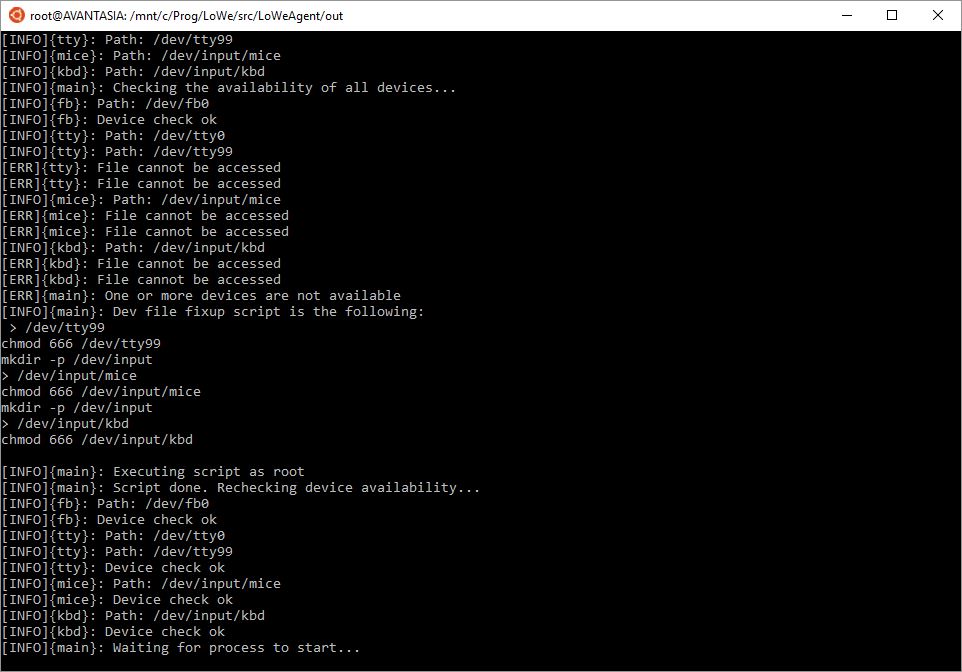 root@AVANTASIA: /mnt/c/Prog/LoWe/src/LoWeAgent/out
[INFO]{tty}: Path: /dev/tty99
[INFO]{mice}: Path: /dev/input/mice
[INFO]{kbd}: Path: /dev/input/kbd
[INFO]{main}: Checking the availability of all devices...
[INFO]{fb}: Path: /dev/fb0
[INFO]{fb}: Device check ok
[INFO]{tty}: Path: /dev/tty0
[INFO]{tty}: Path: /dev/tty99
[ERR]{tty}: File cannot be accessed
[ERR]{tty}: File cannot be accessed
[INFO]{mice}: Path: /dev/input/mice
[ERR]{mice}: File cannot be accessed
[ERR]{mice}: File cannot be accessed
[INFO]{kbd}: Path: /dev/input/kbd
[ERR]{kbd}: File cannot be accessed
[ERR]{kbd}: File cannot be accessed
[ERR]{main}: One or more devices are not available
[INFO]{main}: Dev file fixup script is the following:
 > /dev/tty99
chmod 666 /dev/tty99
mkdir -p /dev/input
> /dev/input/mice
chmod 666 /dev/input/mice
mkdir -p /dev/input
> /dev/input/kbd
chmod 666 /dev/input/kbd

[INFO]{main}: Executing script as root
[INFO]{main}: Script done. Rechecking device availability...
[INFO]{fb}: Path: /dev/fb0
[INFO]{fb}: Device check ok
[INFO]{tty}: Path: /dev/tty0
[INFO]{tty}: Path: /dev/tty99
[INFO]{tty}: Device check ok
[INFO]{mice}: Path: /dev/input/mice
[INFO]{mice}: Device check ok
[INFO]{kbd}: Path: /dev/input/kbd
[INFO]{kbd}: Device check ok
[INFO]{main}: Waiting for process to start...